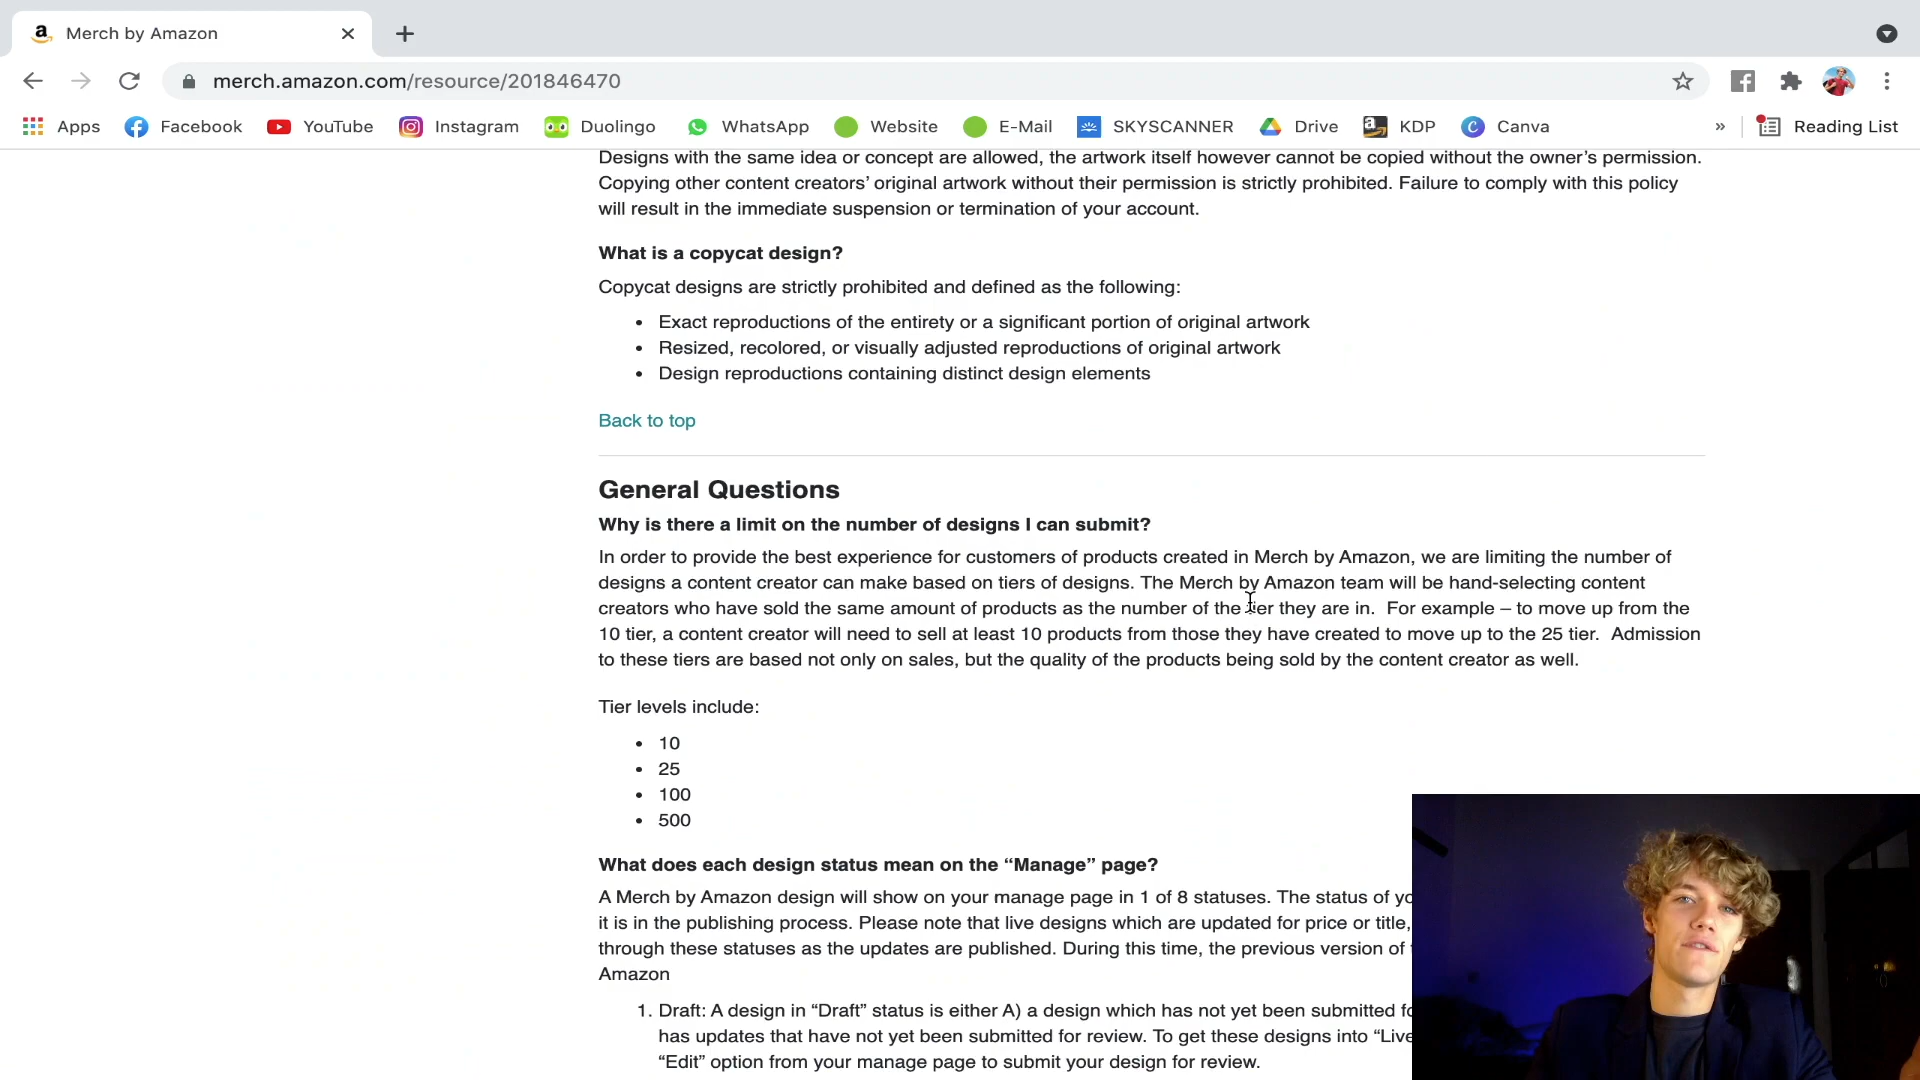 Merch by Amazon
merch.amazon.com/resource/201846470
Apps Facebook YouTube Instagram Duolingo WhatsApp Website E-Mail SKYSCANNER Drive KDP Canva » Reading List
Designs with the same idea or concept are allowed, the artwork itself however cannot be copied without the owner’s permission.
Copying other content creators’ original artwork without their permission is strictly prohibited. Failure to comply with this policy
will result in the immediate suspension or termination of your account.
What is a copycat design?
Copycat designs are strictly prohibited and defined as the following:
• Exact reproductions of the entirety or a significant portion of original artwork
• Resized, recolored, or visually adjusted reproductions of original artwork
• Design reproductions containing distinct design elements
Back to top
General Questions
Why is there a limit on the number of designs I can submit?
In order to provide the best experience for customers of products created in Merch by Amazon, we are limiting the number of
designs a content creator can make based on tiers of designs. The Merch by Amazon team will be hand-selecting content
creators who have sold the same amount of products as the number of the tier they are in. For example – to move up from the
10 tier, a content creator will need to sell at least 10 products from those they have created to move up to the 25 tier. Admission
to these tiers are based not only on sales, but the quality of the products being sold by the content creator as well.
Tier levels include:
• 10
• 25
• 100
• 500
What does each design status mean on the “Manage” page?
A Merch by Amazon design will show on your manage page in 1 of 8 statuses. The status of yo
it is in the publishing process. Please note that live designs which are updated for price or title,
through these statuses as the updates are published. During this time, the previous version of
Amazon
1. Draft: A design in “Draft” status is either A) a design which has not yet been submitted fo
has updates that have not yet been submitted for review. To get these designs into “Live
“Edit” option from your manage page to submit your design for review.